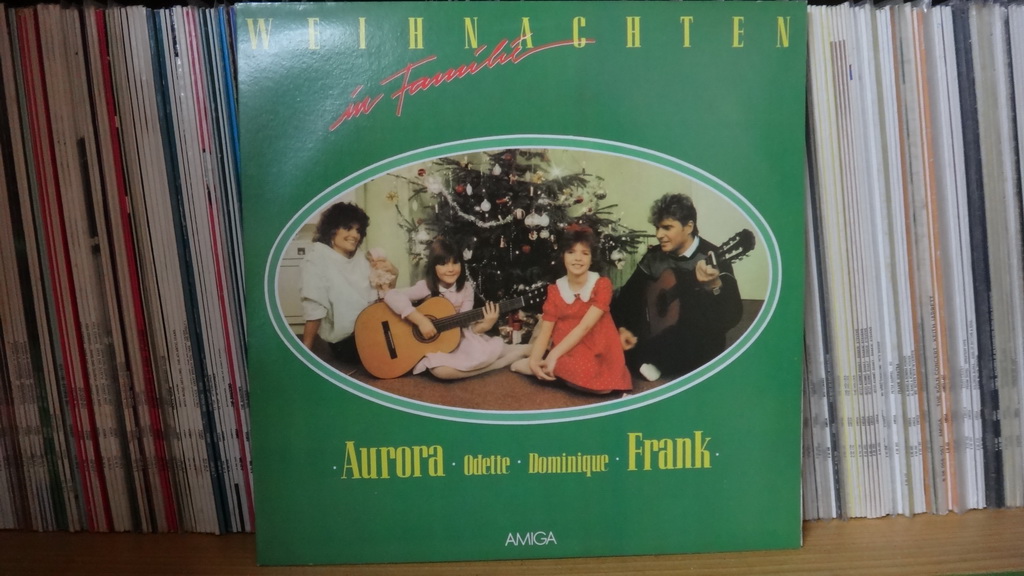 WEIHNACHTEN
in Familie
· Aurora · Odette · Dominique · Frank ·
AMIGA